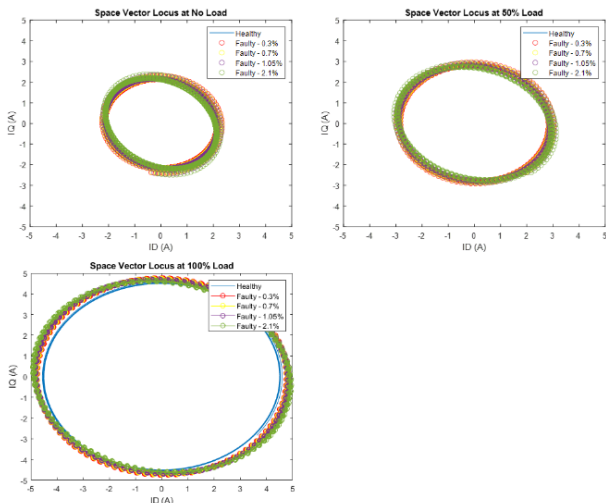 Space Vector Locus at No Load
Healthy
Faulty - 0.3%
Faulty - 0.7%
Faulty - 1.05%
Faulty - 2.1%
IQ (A)
5
4
3
2
1
0
-1
-2
-3
-4
-5
-5 -4 -3 -2 -1 0 1 2 3 4 5
ID (A)
Space Vector Locus at 50% Load
Healthy
Faulty - 0.3%
Faulty - 0.7%
Faulty - 1.05%
Faulty - 2.1%
IQ (A)
5
4
3
2
1
0
-1
-2
-3
-4
-5
-5 -4 -3 -2 -1 0 1 2 3 4 5
ID (A)
Space Vector Locus at 100% Load
Healthy
Faulty - 0.3%
Faulty - 0.7%
Faulty - 1.05%
Faulty - 2.1%
IQ (A)
5
4
3
2
1
0
-1
-2
-3
-4
-5
-5 -4 -3 -2 -1 0 1 2 3 4 5
ID (A)